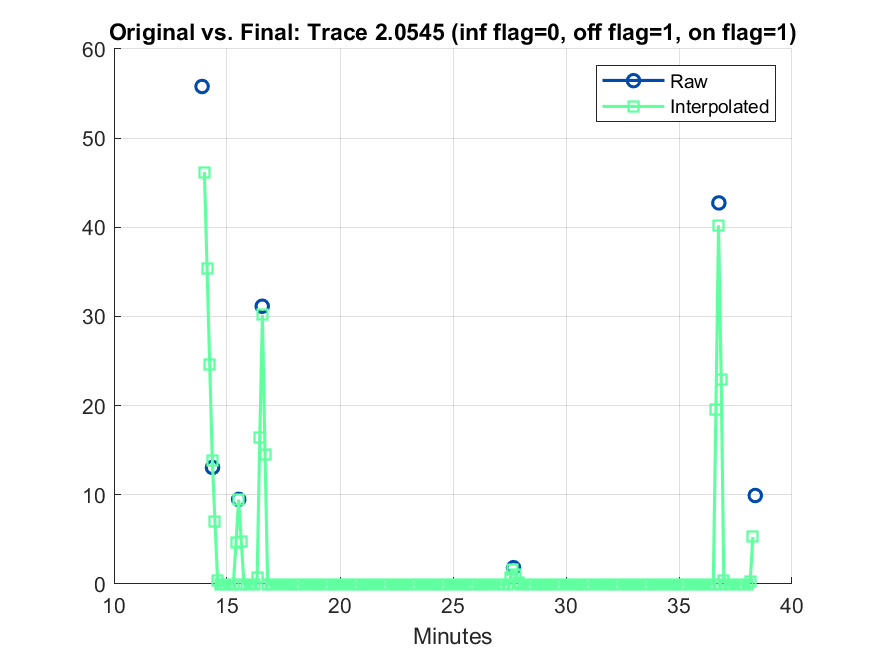 Original vs. Final: Trace 2.0545 (inf flag=0, off flag=1, on flag=1)
60
50
40
30
20
10
0
Raw
Interpolated
10 15 20 25 30 35 40
Minutes